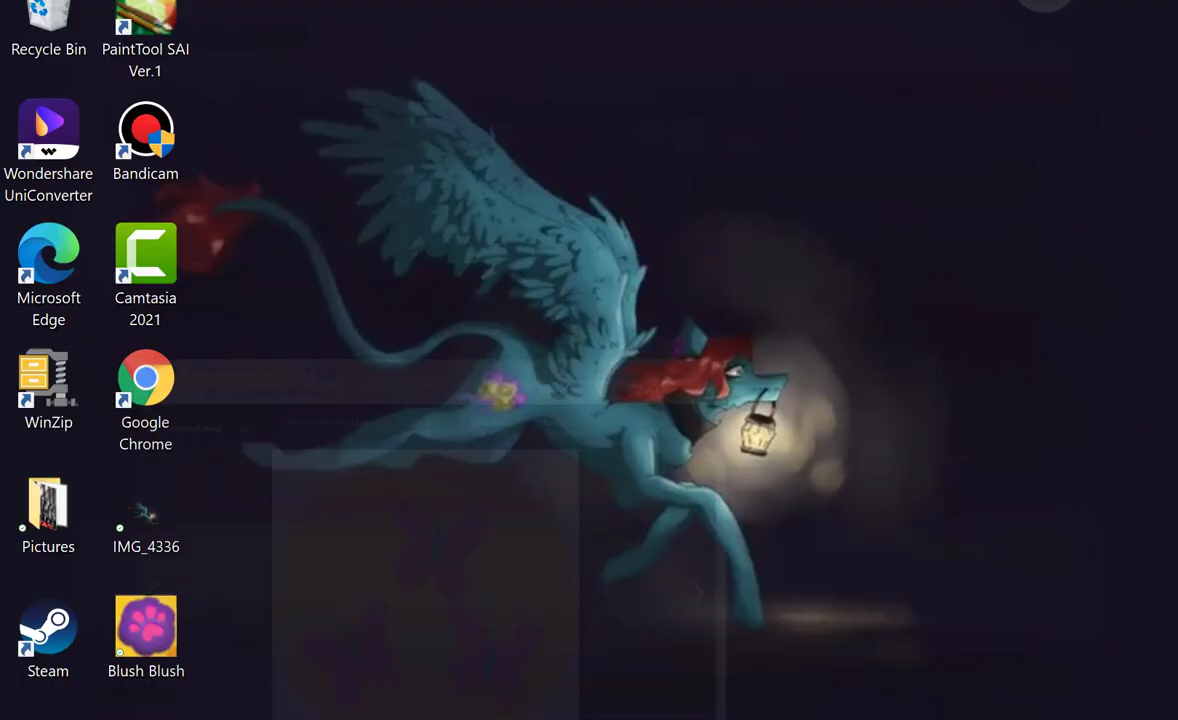 Recycle Bin
PaintTool SAI
Ver.1
Wondershare
UniConverter
Bandicam
Microsoft
Edge
Camtasia
2021
WinZip
Google
Chrome
Pictures
IMG_4336
Steam
Blush Blush